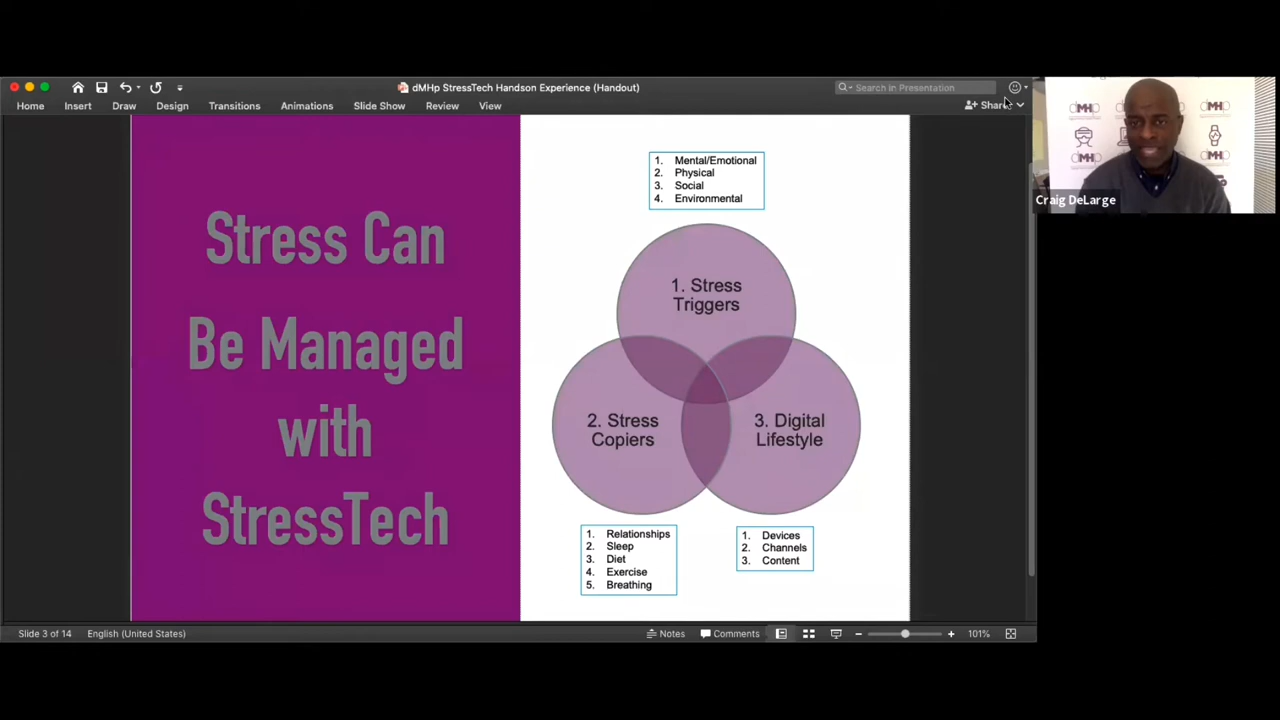 dMHp StressTech Handson Experience (Handout)
Search in Presentation
Home Insert Draw Design Transitions Animations Slide Show Review View
Share
Stress Can
Be Managed
with
StressTech
1. Mental/Emotional
2. Physical
3. Social
4. Environmental
1. Stress
Triggers
2. Stress
Copiers
3. Digital
Lifestyle
1. Relationships
2. Sleep
3. Diet
4. Exercise
5. Breathing
1. Devices
2. Channels
3. Content
dMHp
dMHp
dMHp
Craig DeLarge
Slide 3 of 14
English (United States)
Notes
Comments
101%